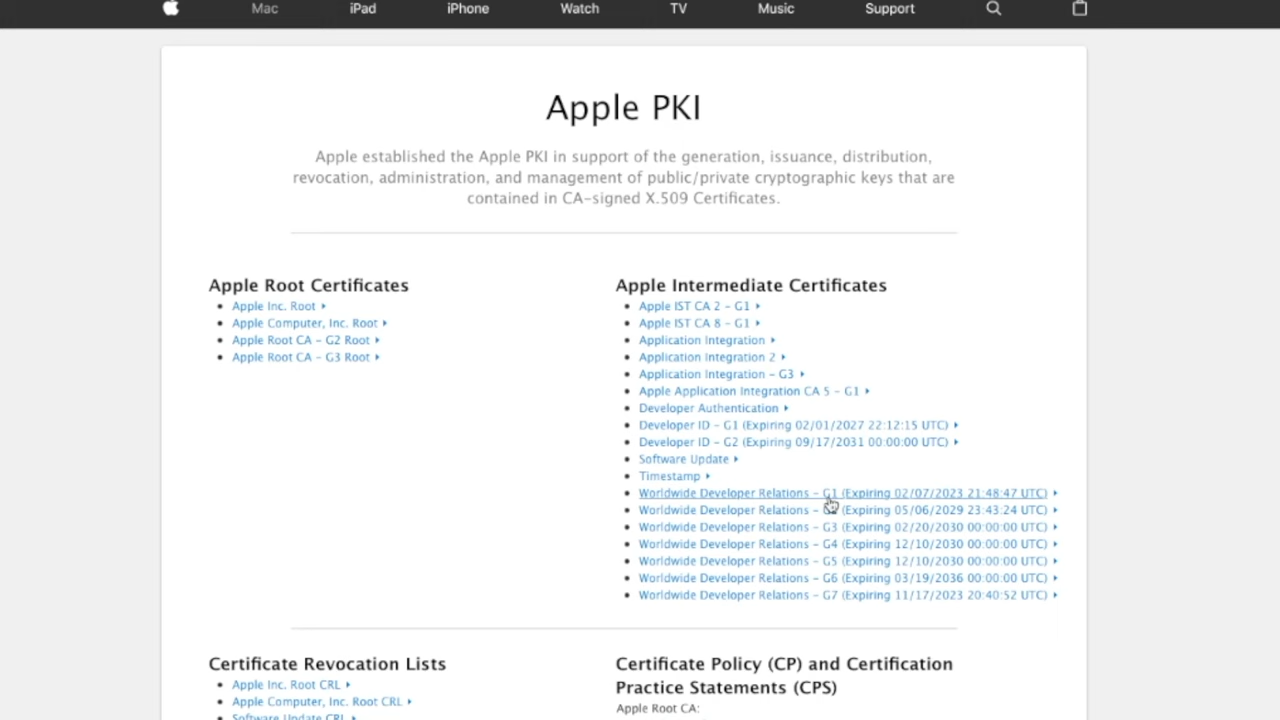 Mac iPad iPhone Watch TV Music Support
Apple PKI
Apple established the Apple PKI in support of the generation, issuance, distribution,
revocation, administration, and management of public/private cryptographic keys that are
contained in CA-signed X.509 Certificates.
Apple Root Certificates
Apple Inc. Root
Apple Computer, Inc. Root
Apple Root CA - G2 Root
Apple Root CA - G3 Root
Apple Intermediate Certificates
Apple IST CA 2 - G1
Apple IST CA 8 - G1
Application Integration
Application Integration 2
Application Integration - G3
Apple Application Integration CA 5 - G1
Developer Authentication
Developer ID - G1 (Expiring 02/01/2027 22:12:15 UTC)
Developer ID - G2 (Expiring 09/17/2031 00:00:00 UTC)
Software Update
Timestamp
Worldwide Developer Relations - G1 (Expiring 02/07/2023 21:48:47 UTC)
Worldwide Developer Relations - (Expiring 05/06/2029 23:43:24 UTC)
Worldwide Developer Relations - G3 (Expiring 02/20/2030 00:00:00 UTC)
Worldwide Developer Relations - G4 (Expiring 12/10/2030 00:00:00 UTC)
Worldwide Developer Relations - G5 (Expiring 12/10/2030 00:00:00 UTC)
Worldwide Developer Relations - G6 (Expiring 03/19/2036 00:00:00 UTC)
Worldwide Developer Relations - G7 (Expiring 11/17/2023 20:40:52 UTC)
Certificate Revocation Lists
Apple Inc. Root CRL
Apple Computer, Inc. Root CRL
Software Update CRL
Certificate Policy (CP) and Certification
Practice Statements (CPS)
Apple Root CA: